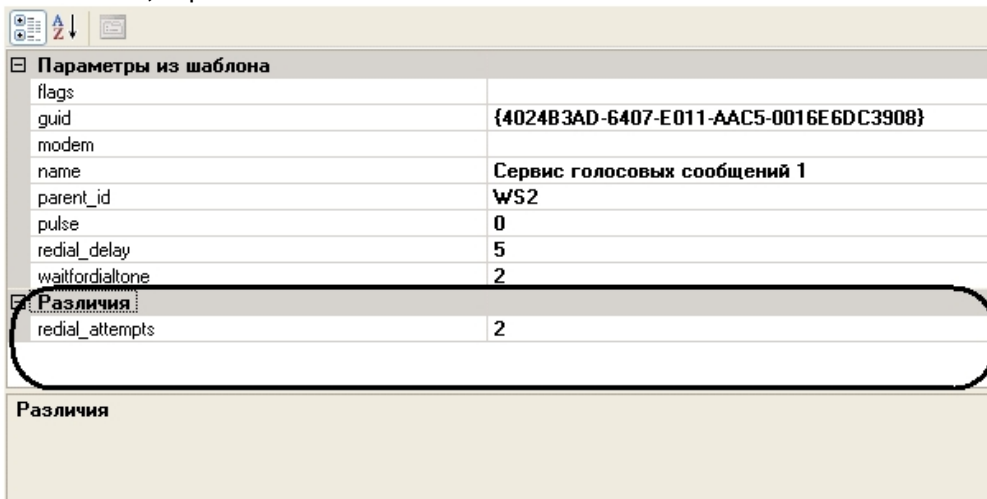 Параметры из шаблона
flags
guid {4024B3AD-6407-E011-AAC5-0016E6DC3908}
modem
name Сервис голосовых сообщений 1
parent_id WS2
pulse 0
redial_delay 5
waitfordialtone 2
Различия
redial_attempts 2
Различия